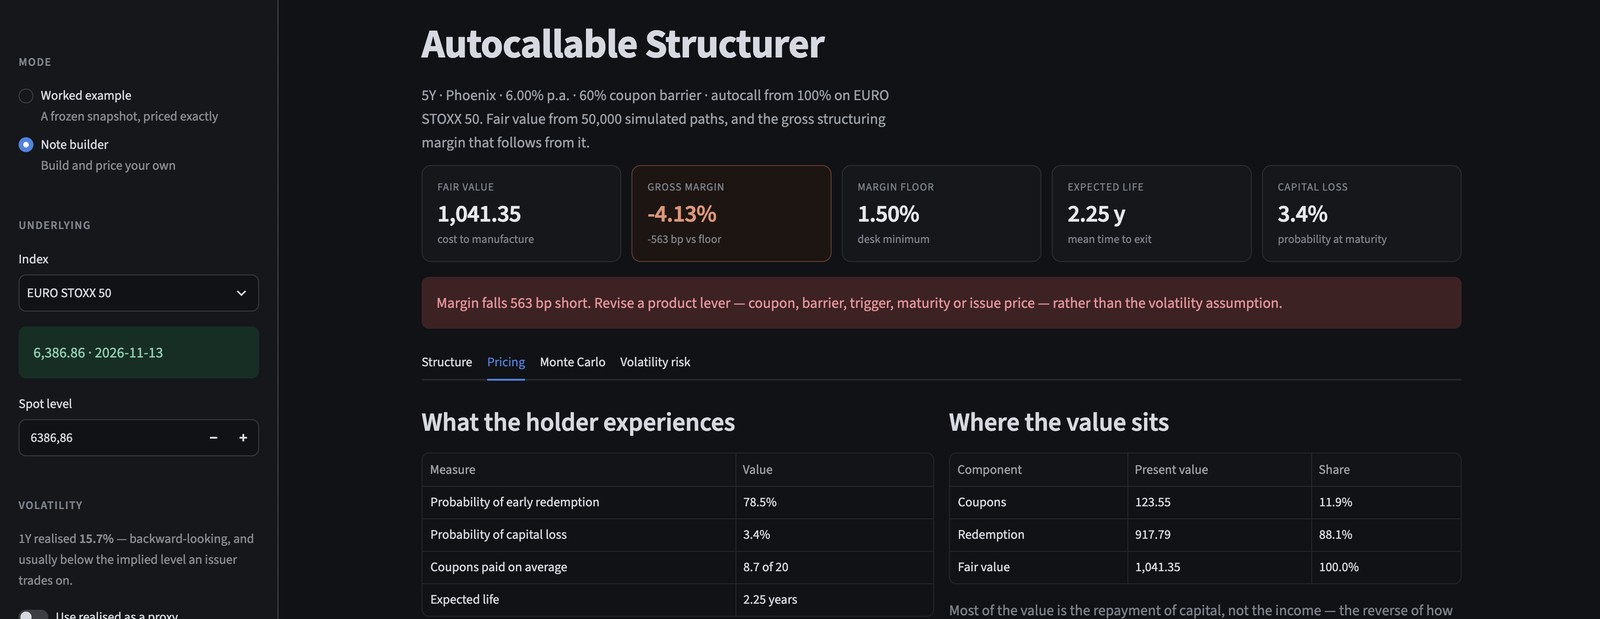 MODE
Worked example
A frozen snapshot, priced exactly
Note builder
Build and price your own
UNDERLYING
Index
EURO STOXX 50
6,386.86 · 2026-11-13
Spot level
6386,86
VOLATILITY
1Y realised 15.7% — backward-looking, and
usually below the implied level an issuer
trades on.
Use realised as a proxy
Autocallable Structurer
5Y · Phoenix · 6.00% p.a. · 60% coupon barrier · autocall from 100% on EURO
STOXX 50. Fair value from 50,000 simulated paths, and the gross structuring
margin that follows from it.
FAIR VALUE
1,041.35
cost to manufacture
GROSS MARGIN
-4.13%
-563 bp vs floor
MARGIN FLOOR
1.50%
desk minimum
EXPECTED LIFE
2.25 y
mean time to exit
CAPITAL LOSS
3.4%
probability at maturity
Margin falls 563 bp short. Revise a product lever — coupon, barrier, trigger, maturity or issue price — rather than the volatility assumption.
Structure Pricing Monte Carlo Volatility risk
What the holder experiences
Measure Value
Probability of early redemption 78.5%
Probability of capital loss 3.4%
Coupons paid on average 8.7 of 20
Expected life 2.25 years
Where the value sits
Component Present value Share
Coupons 123.55 11.9%
Redemption 917.79 88.1%
Fair value 1,041.35 100.0%
Most of the value is the repayment of capital, not the income — the reverse of how